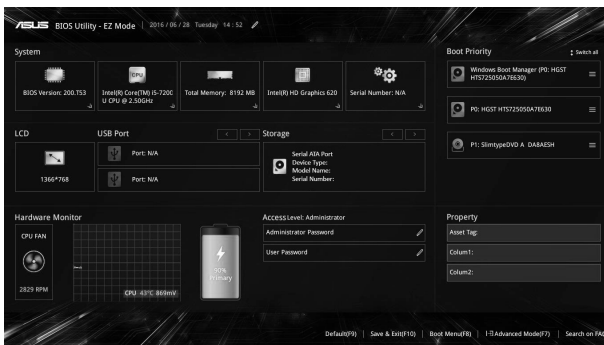 ASUS BIOS Utility - EZ Mode | 2016/06/28 Tuesday 14:52
System
BIOS Version: 200.T53
CPU
Intel(R) Core(TM) i5-7200
U CPU @ 2.50GHz
Total Memory: 8192 MB
Intel(R) HD Graphics 620
Serial Number: N/A
Boot Priority
Switch all
Windows Boot Manager (P0: HGST
HTS725050A7E630)
P0: HGST HTS725050A7E630
P1: SlimtypeDVD A DA8AESH
LCD
1366*768
USB Port
Port: N/A
Port: N/A
Storage
Serial ATA Port
Device Type:
Model Name:
Serial Number:
Hardware Monitor
CPU FAN
2829 RPM
CPU 43°C 869mV
50%
Primary
Access Level: Administrator
Administrator Password
User Password
Property
Asset Tag:
Colum1:
Colum2:
Default(F9) | Save & Exit(F10) | Boot Menu(F8) | Advanced Mode(F7) | Search on FAQ